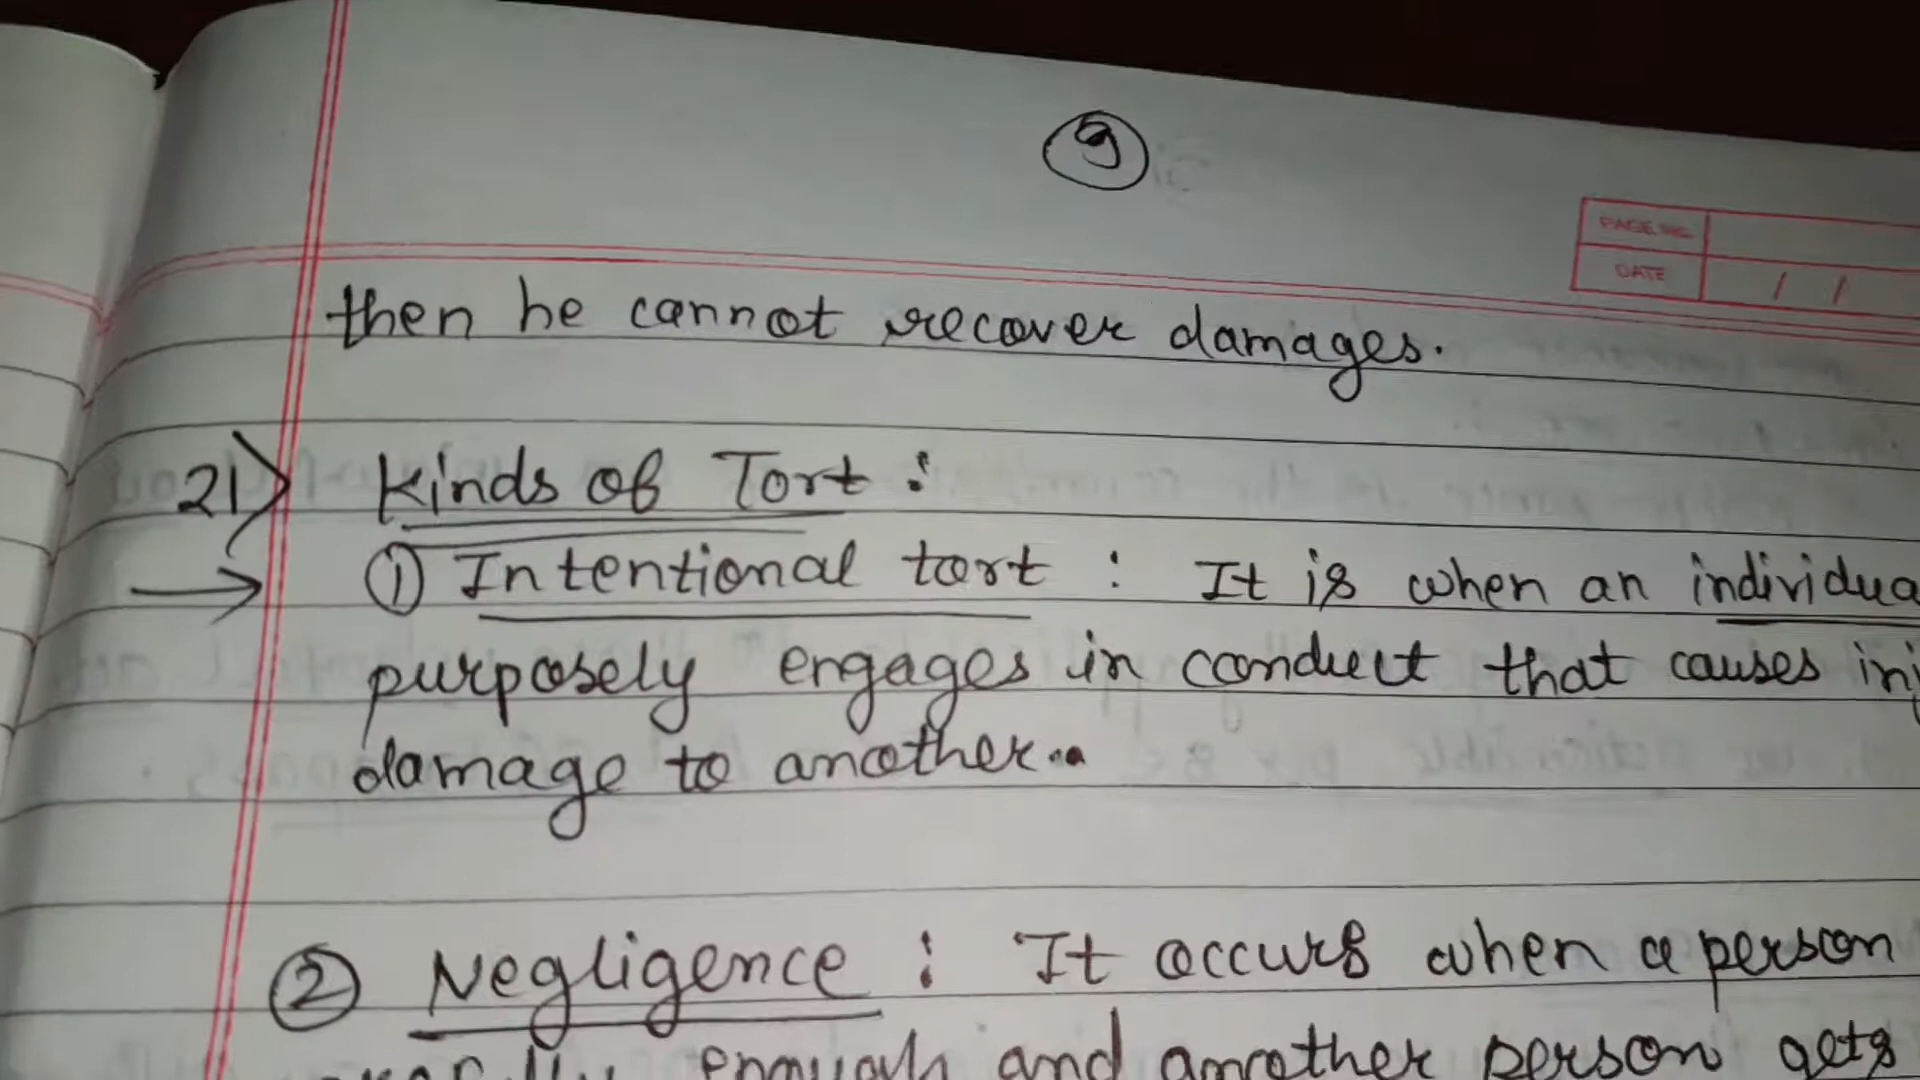 9
PAGE NO.
DATE / /
then he cannot recover damages.
21) Kinds of Tort :
→ ① Intentional tort : It is when an individua
purposely engages in conduct that causes inj
damage to another..
② Negligence : It occurs when a person
enough and another person gets